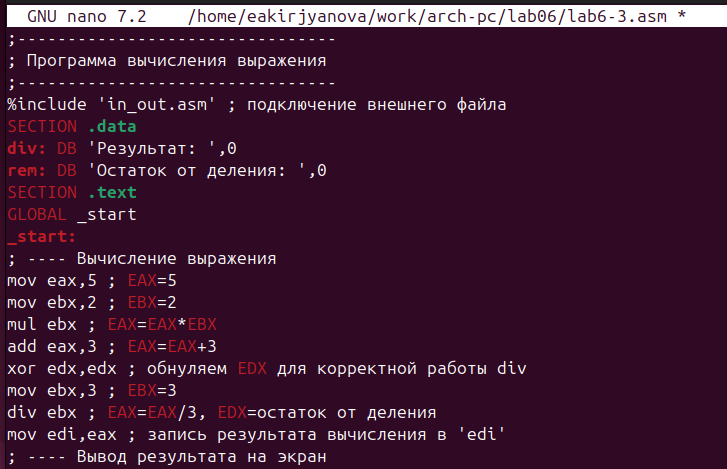 GNU nano 7.2 /home/eakirjyanova/work/arch-pc/lab06/lab6-3.asm *
;--------------------------------
; Программа вычисления выражения
;--------------------------------
%include 'in_out.asm' ; подключение внешнего файла
SECTION .data
div: DB 'Результат: ',0
rem: DB 'Остаток от деления: ',0
SECTION .text
GLOBAL _start
_start:
; ---- Вычисление выражения
mov eax,5 ; EAX=5
mov ebx,2 ; EBX=2
mul ebx ; EAX=EAX*EBX
add eax,3 ; EAX=EAX+3
xor edx,edx ; обнуляем EDX для корректной работы div
mov ebx,3 ; EBX=3
div ebx ; EAX=EAX/3, EDX=остаток от деления
mov edi,eax ; запись результата вычисления в 'edi'
; ---- Вывод результата на экран